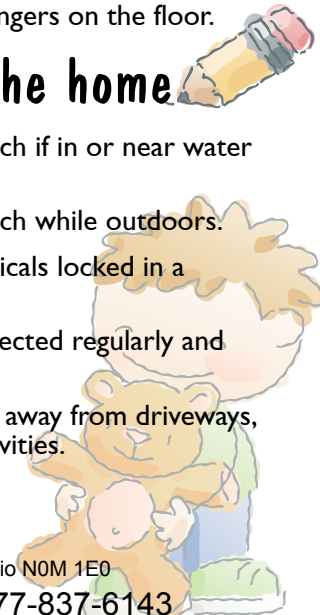 ngers on the floor.
he home
ch if in or near water
ch while outdoors.
icals locked in a
ected regularly and
away from driveways,
vities.
io N0M 1E0
77-837-6143